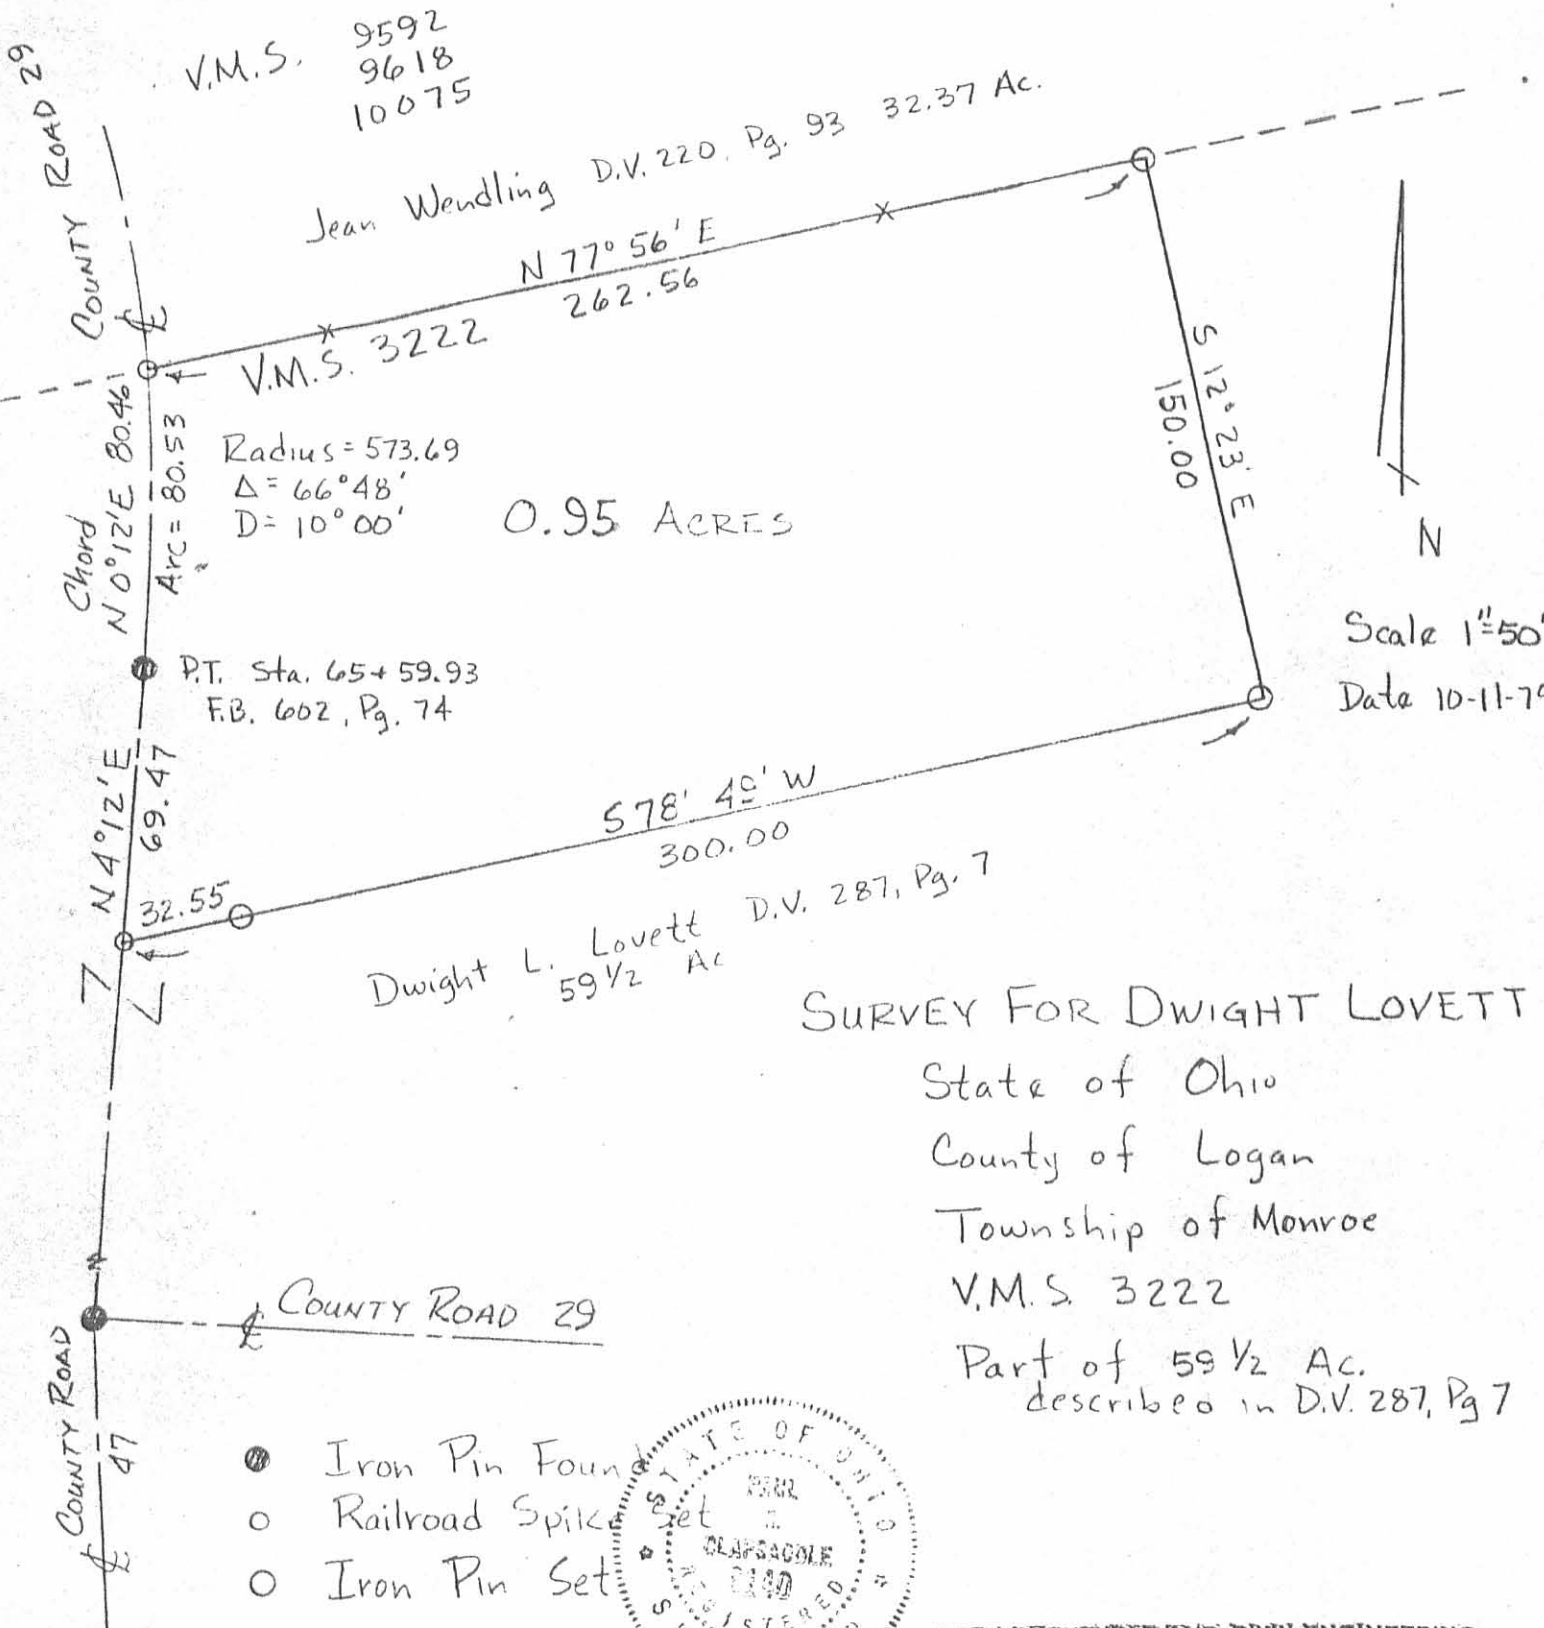 V.M.S. 9592
9618
10075
COUNTY ROAD 29
Jean Wendling D.V. 220, Pg. 93 32.37 Ac.
N 77° 56' E
262.56
V.M.S. 3222
Chord
N 0°12'E 80.46
Arc = 80.53
Radius = 573.69
Δ = 66°48'
D = 10°00'
0.95 ACRES
S 12° 23' E
150.00
N
Scale 1"=50'
Date 10-11-7
P.T. Sta. 65+59.93
F.B. 602, Pg. 74
N 4°12'E
69.47
S 78' W
300.00
32.55
Dwight L. Lovett D.V. 287, Pg. 7
59 1/2 Ac
SURVEY FOR DWIGHT LOVETT
State of Ohio
County of Logan
Township of Monroe
V.M.S. 3222
Part of 59 1/2 Ac.
described in D.V. 287, Pg 7
COUNTY ROAD 29
COUNTY ROAD
47
Iron Pin Found
Railroad Spike Set
Iron Pin Set
STATE OF OHIO
REGISTERED